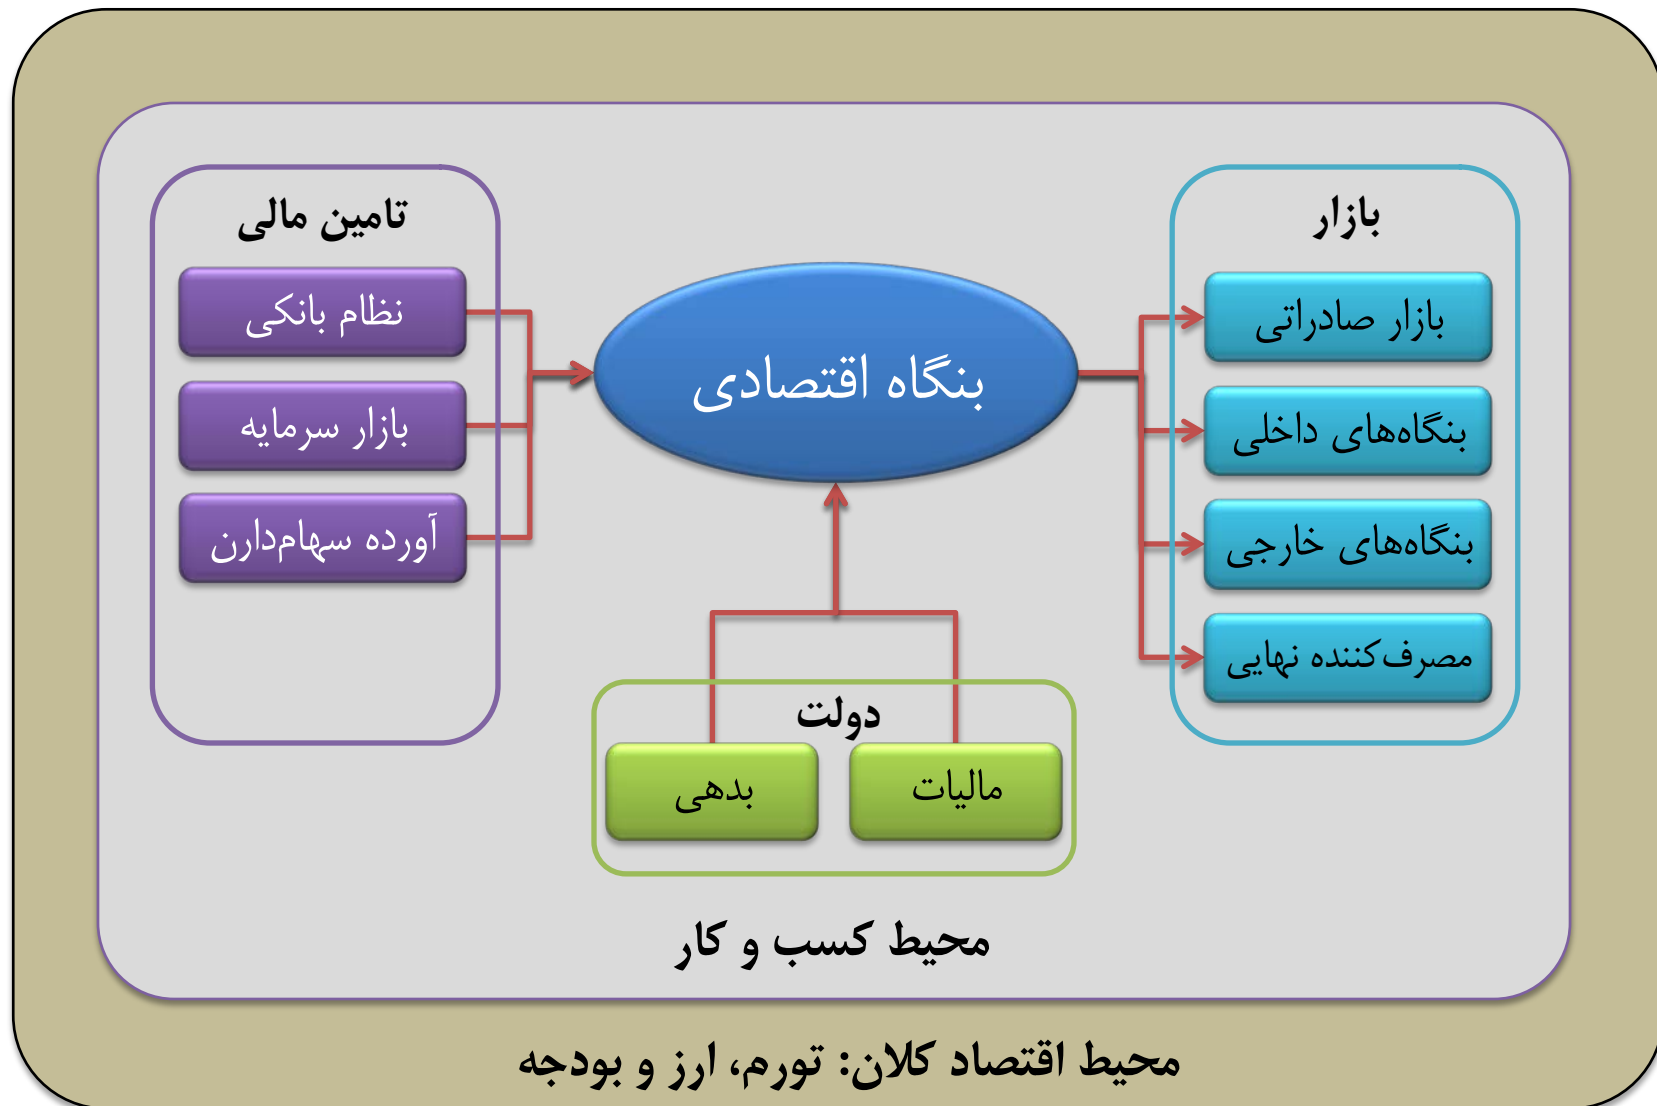 بازار
بازار صادراتی
بنگاه‌های داخلی
بنگاه‌های خارجی
مصرف‌کننده نهایی
بنگاه اقتصادی
تامین مالی
نظام بانکی
بازار سرمایه
آورده سهام‌دارن
دولت
مالیات
بدهی
محیط کسب و کار
محیط اقتصاد کلان: تورم، ارز و بودجه